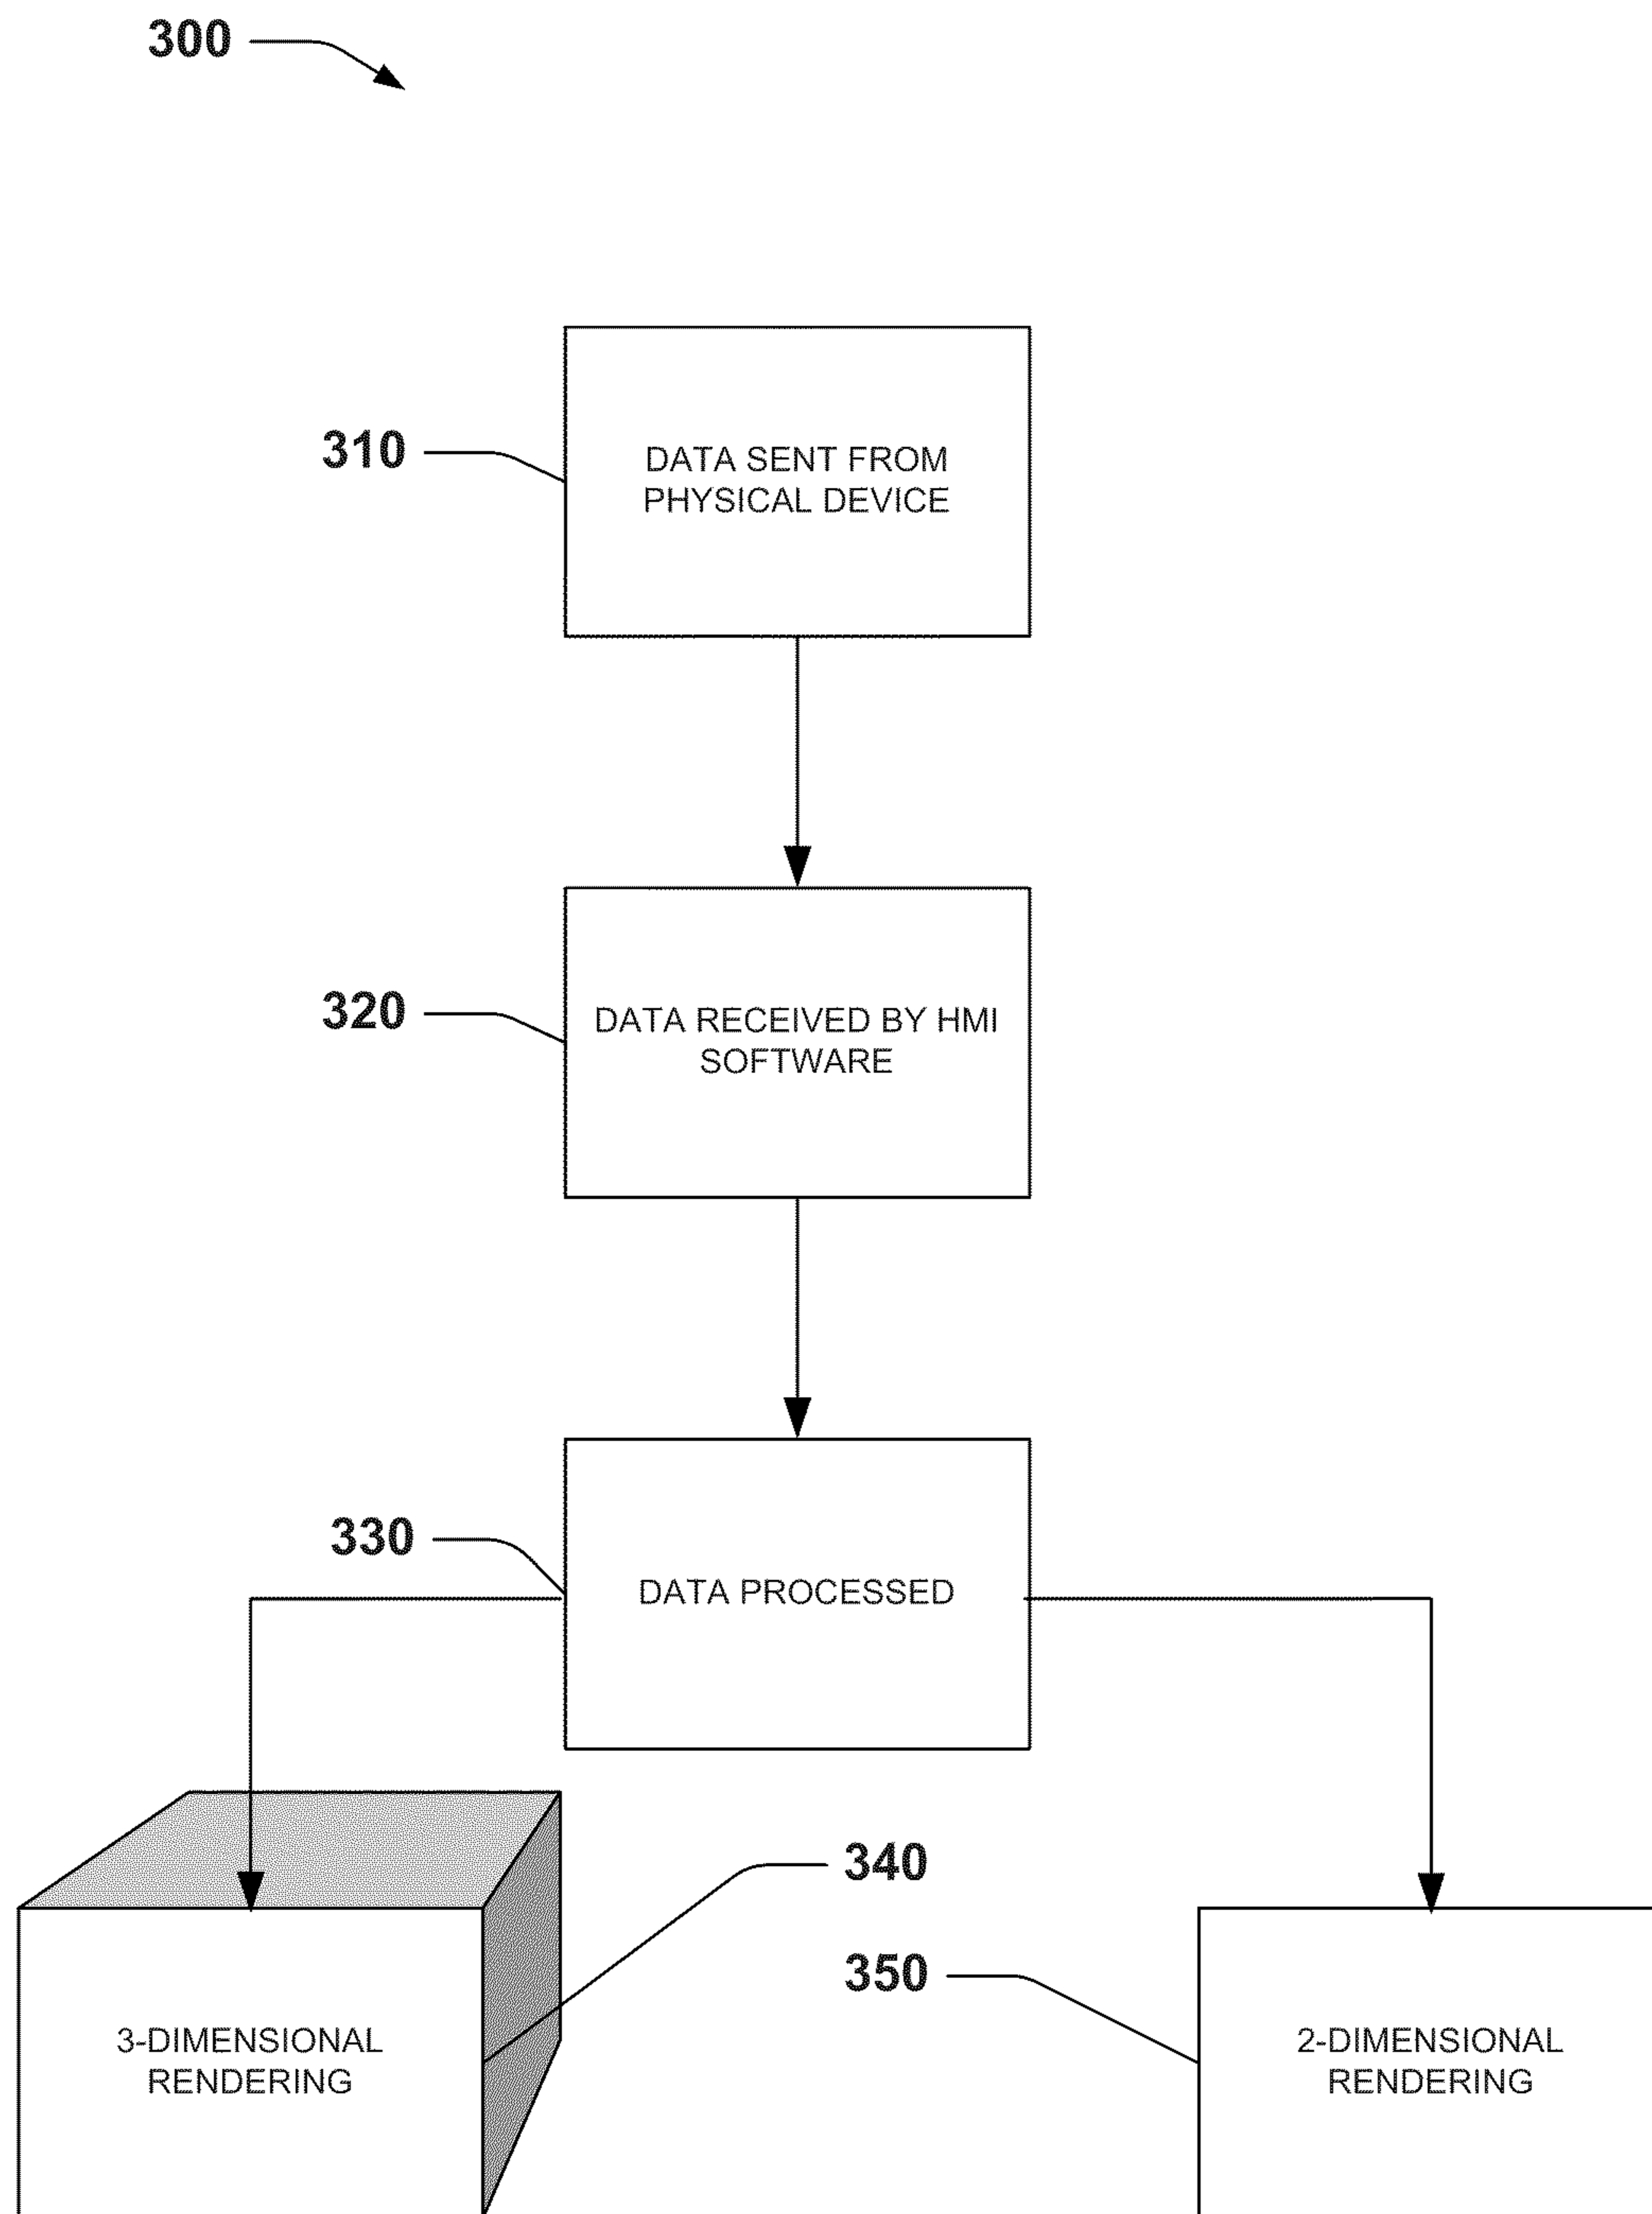 300
310
DATA SENT FROM
PHYSICAL DEVICE
320
DATA RECEIVED BY HMI
SOFTWARE
330
DATA PROCESSED
340
350
3-DIMENSIONAL
RENDERING
2-DIMENSIONAL
RENDERING